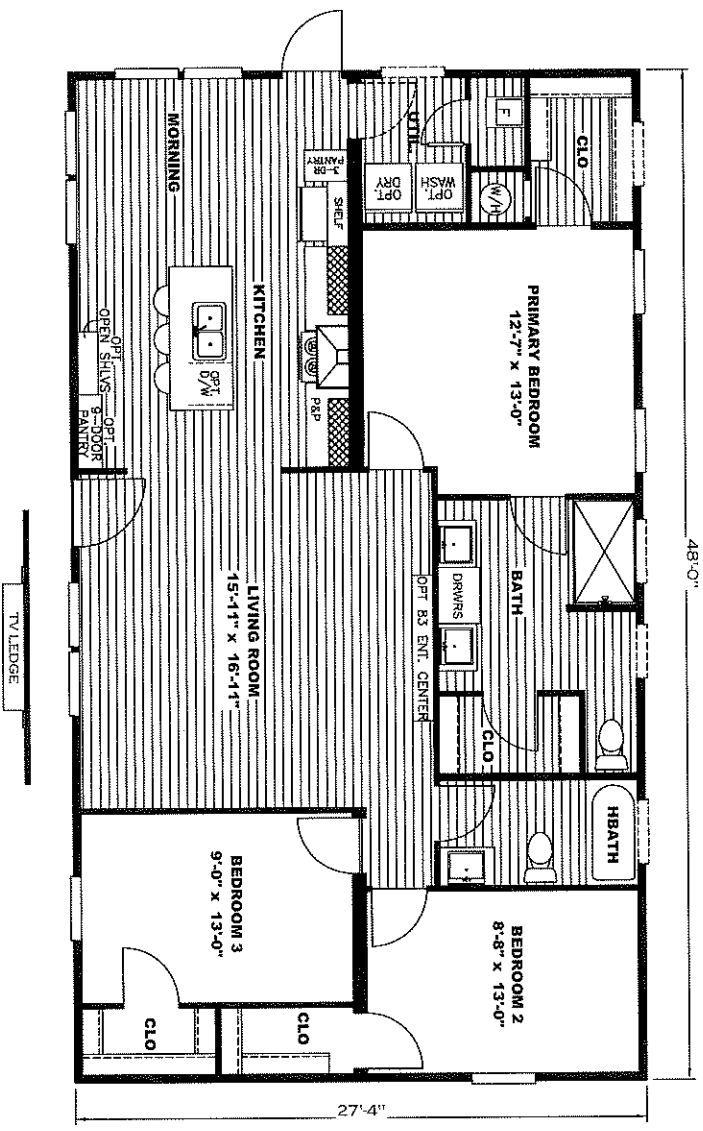 MORNING
3-DR
PANTRY
SHELF
KITCHEN
UTIL.
OPT.
WASH
OPT.
DRY
F
W/H
CLO
PRIMARY BEDROOM
12'-7" x 13'-0"
OPT.
D/W
P&P
OPT.
OPEN SHLVS
OPT.
9-DOOR
PANTRY
48'-0"
LIVING ROOM
15'-11" x 16'-11"
OPT B3 ENT. CENTER
BATH
DRWRS
CLO
HBATH
TV LEDGE
BEDROOM 3
9'-0" x 13'-0"
BEDROOM 2
8'-8" x 13'-0"
CLO
CLO
27'-4"